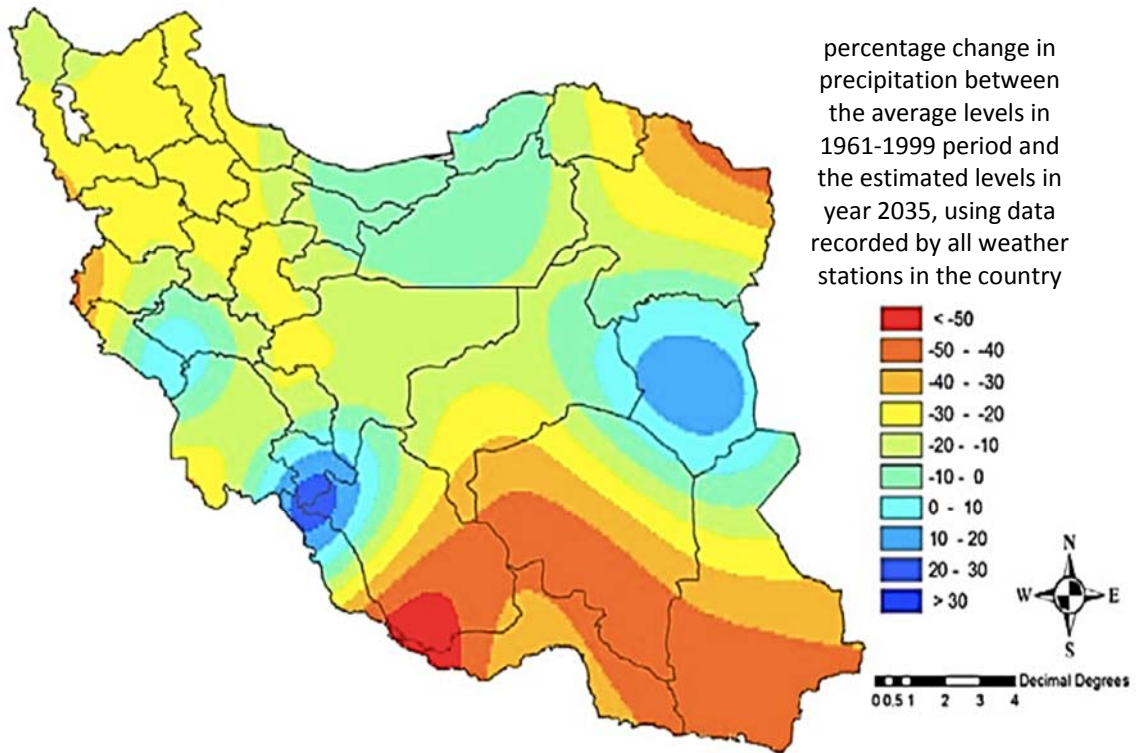 percentage change in
precipitation between
the average levels in
1961-1999 period and
the estimated levels in
year 2035, using data
recorded by all weather
stations in the country
< -50
-50 - -40
-40 - -30
-30 - -20
-20 - -10
-10 - 0
0 - 10
10 - 20
20 - 30
> 30
N
W E
S
Decimal Degrees
0 0.5 1 2 3 4